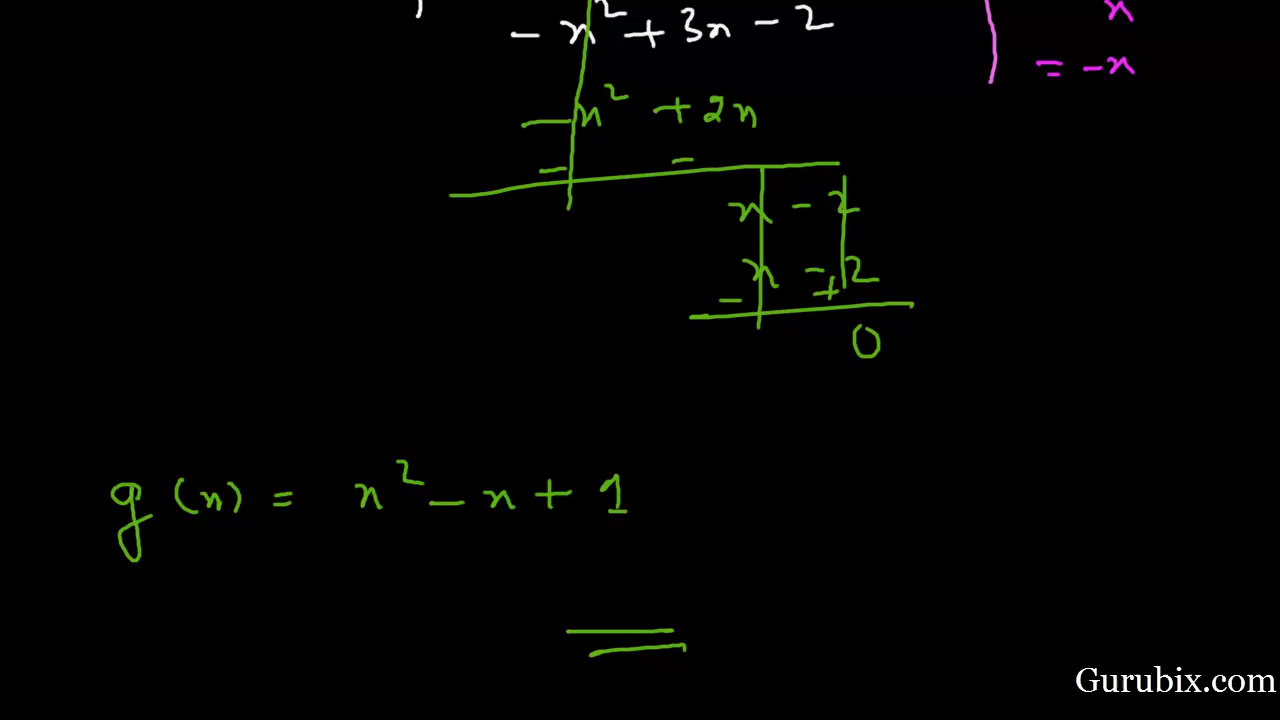 - x² + 3x - 2
x
= -x
- x² + 2x
- -
x - 2
x - 2
- +
0
g(x) = x² - x + 1
Gurubix.com